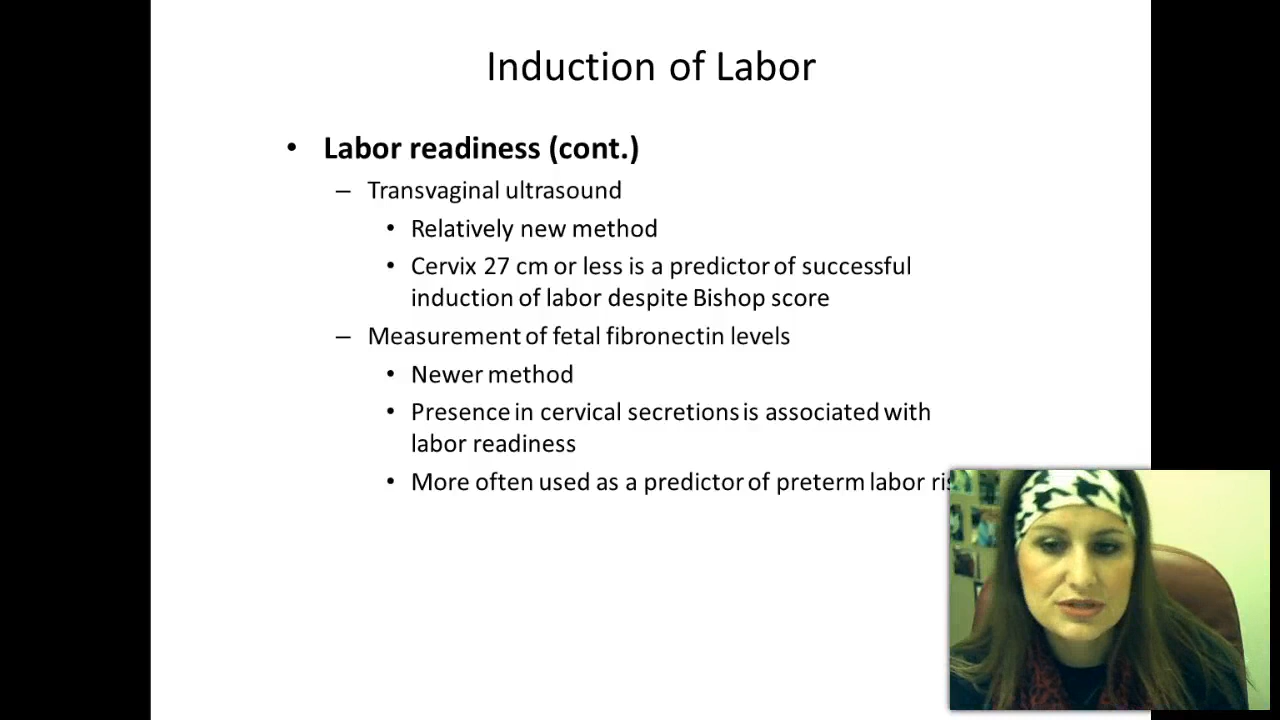 Induction of Labor
• Labor readiness (cont.)
– Transvaginal ultrasound
• Relatively new method
• Cervix 27 cm or less is a predictor of successful
induction of labor despite Bishop score
– Measurement of fetal fibronectin levels
• Newer method
• Presence in cervical secretions is associated with
labor readiness
• More often used as a predictor of preterm labor